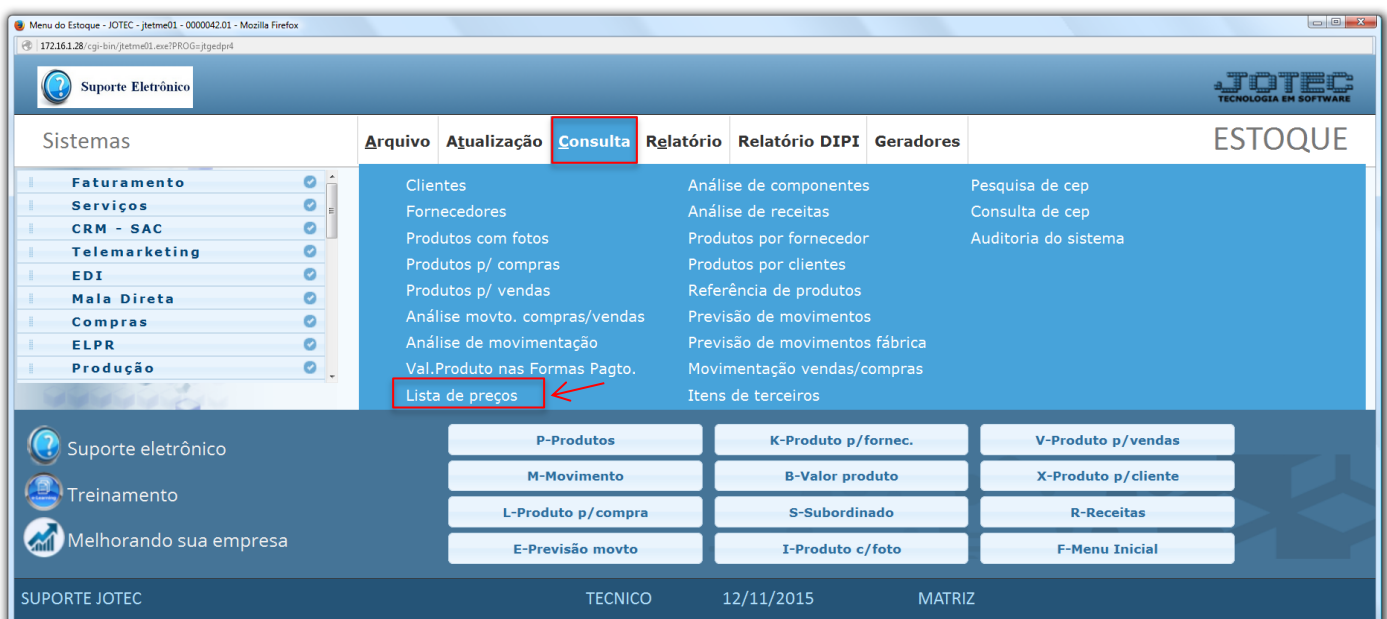 Menu do Estoque - JOTEC - jtetme01 - 0000042.01 - Mozilla Firefox
172.16.1.28/cgi-bin/jtetme01.exe?PROG=jtgedpr4
Suporte Eletrônico
JOTEC
TECNOLOGIA EM SOFTWARE
Sistemas
Arquivo Atualização Consulta Relatório Relatório DIPI Geradores
ESTOQUE
Faturamento
Serviços
CRM - SAC
Telemarketing
EDI
Mala Direta
Compras
ELPR
Produção
Clientes
Fornecedores
Produtos com fotos
Produtos p/ compras
Produtos p/ vendas
Análise movto. compras/vendas
Análise de movimentação
Val.Produto nas Formas Pagto.
Lista de preços
Análise de componentes
Análise de receitas
Produtos por fornecedor
Produtos por clientes
Referência de produtos
Previsão de movimentos
Previsão de movimentos fábrica
Movimentação vendas/compras
Itens de terceiros
Pesquisa de cep
Consulta de cep
Auditoria do sistema
Suporte eletrônico
Treinamento
Melhorando sua empresa
P-Produtos K-Produto p/fornec. V-Produto p/vendas
M-Movimento B-Valor produto X-Produto p/cliente
L-Produto p/compra S-Subordinado R-Receitas
E-Previsão movto I-Produto c/foto F-Menu Inicial
SUPORTE JOTEC TECNICO 12/11/2015 MATRIZ